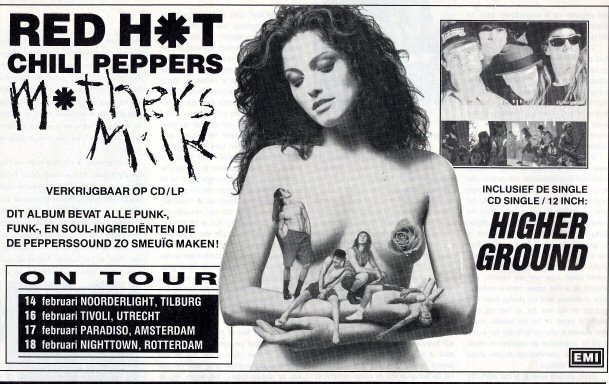 RED H*T
CHILI PEPPERS
M*thers
Milk
VERKRIJGBAAR OP CD/LP
DIT ALBUM BEVAT ALLE PUNK-,
FUNK-, EN SOUL-INGREDIËNTEN DIE
DE PEPPERSSOUND ZO SMEUÏG MAKEN!
ON TOUR
14 februari NOORDERLIGHT, TILBURG
16 februari TIVOLI, UTRECHT
17 februari PARADISO, AMSTERDAM
18 februari NIGHTTOWN, ROTTERDAM
INCLUSIEF DE SINGLE
CD SINGLE / 12 INCH:
HIGHER
GROUND
EMI